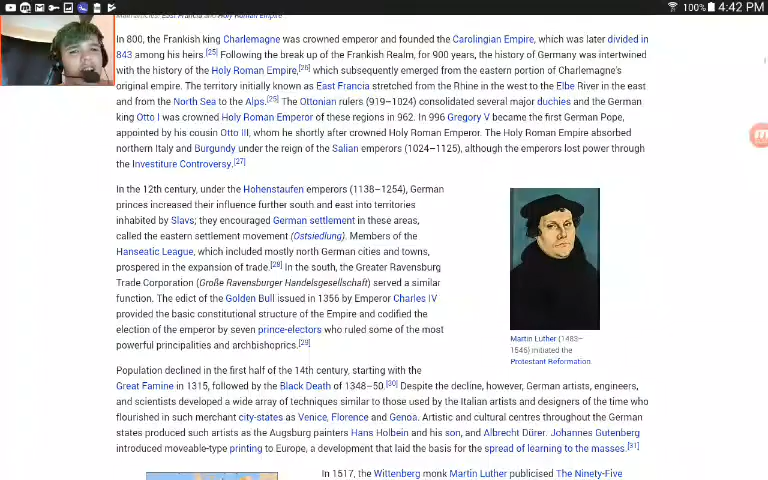 100% 4:42 PM
In 800, the Frankish king Charlemagne was crowned emperor and founded the Carolingian Empire, which was later divided in
843 among his heirs.[25] Following the break up of the Frankish Realm, for 900 years, the history of Germany was intertwined
with the history of the Holy Roman Empire,[26] which subsequently emerged from the eastern portion of Charlemagne's
original empire. The territory initially known as East Francia stretched from the Rhine in the west to the Elbe River in the east
and from the North Sea to the Alps.[25] The Ottonian rulers (919–1024) consolidated several major duchies and the German
king Otto I was crowned Holy Roman Emperor of these regions in 962. In 996 Gregory V became the first German Pope,
appointed by his cousin Otto III, whom he shortly after crowned Holy Roman Emperor. The Holy Roman Empire absorbed
northern Italy and Burgundy under the reign of the Salian emperors (1024–1125), although the emperors lost power through
the Investiture Controversy.[27]
In the 12th century, under the Hohenstaufen emperors (1138–1254), German
princes increased their influence further south and east into territories
inhabited by Slavs; they encouraged German settlement in these areas,
called the eastern settlement movement (Ostsiedlung). Members of the
Hanseatic League, which included mostly north German cities and towns,
prospered in the expansion of trade.[28] In the south, the Greater Ravensburg
Trade Corporation (Große Ravensburger Handelsgesellschaft) served a similar
function. The edict of the Golden Bull issued in 1356 by Emperor Charles IV
provided the basic constitutional structure of the Empire and codified the
election of the emperor by seven prince-electors who ruled some of the most
powerful principalities and archbishoprics.[29]
Martin Luther (1483–
1546) initiated the
Protestant Reformation.
Population declined in the first half of the 14th century, starting with the
Great Famine in 1315, followed by the Black Death of 1348–50.[30] Despite the decline, however, German artists, engineers,
and scientists developed a wide array of techniques similar to those used by the Italian artists and designers of the time who
flourished in such merchant city-states as Venice, Florence and Genoa. Artistic and cultural centres throughout the German
states produced such artists as the Augsburg painters Hans Holbein and his son, and Albrecht Dürer. Johannes Gutenberg
introduced moveable-type printing to Europe, a development that laid the basis for the spread of learning to the masses.[31]
In 1517, the Wittenberg monk Martin Luther publicised The Ninety-Five